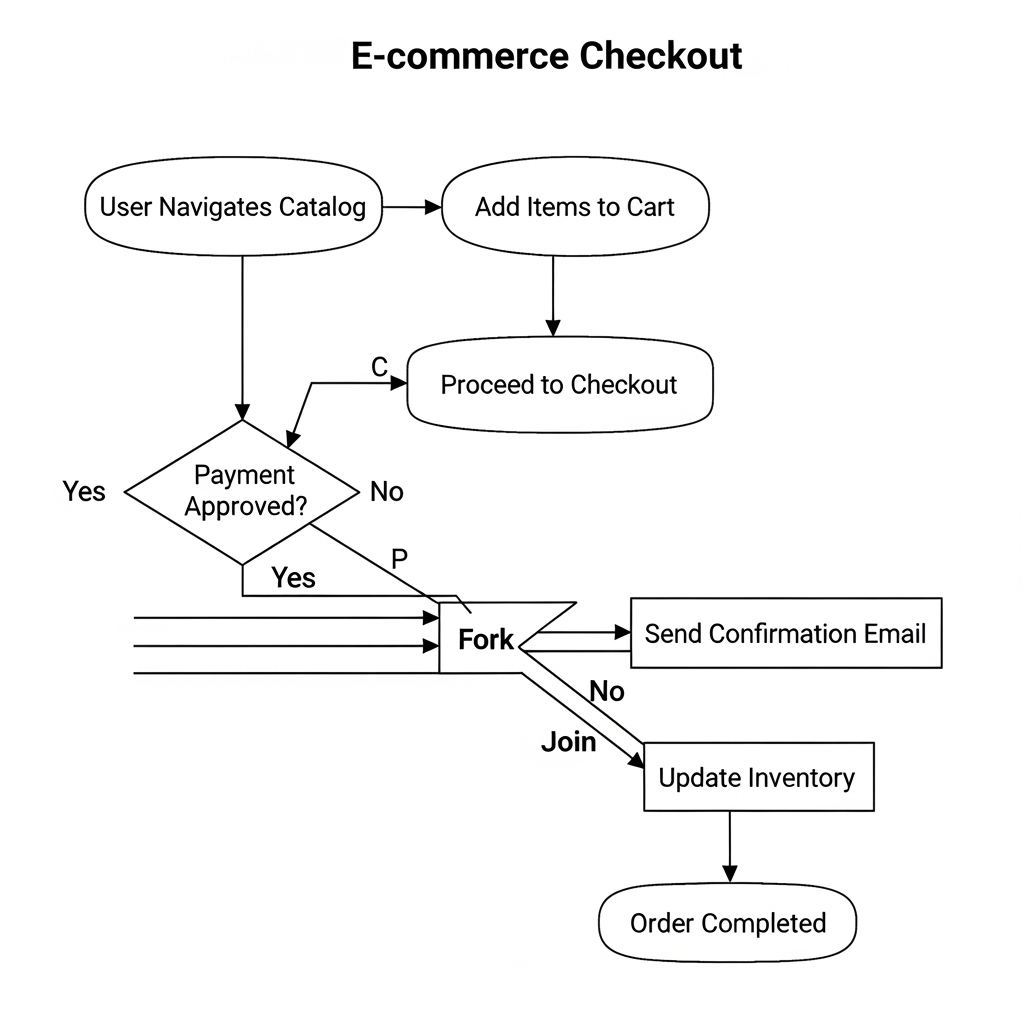 E-commerce Checkout
User Navigates Catalog
Add Items to Cart
C
Proceed to Checkout
Yes
Payment
Approved?
No
P
Yes
Fork
Send Confirmation Email
No
Join
Update Inventory
Order Completed